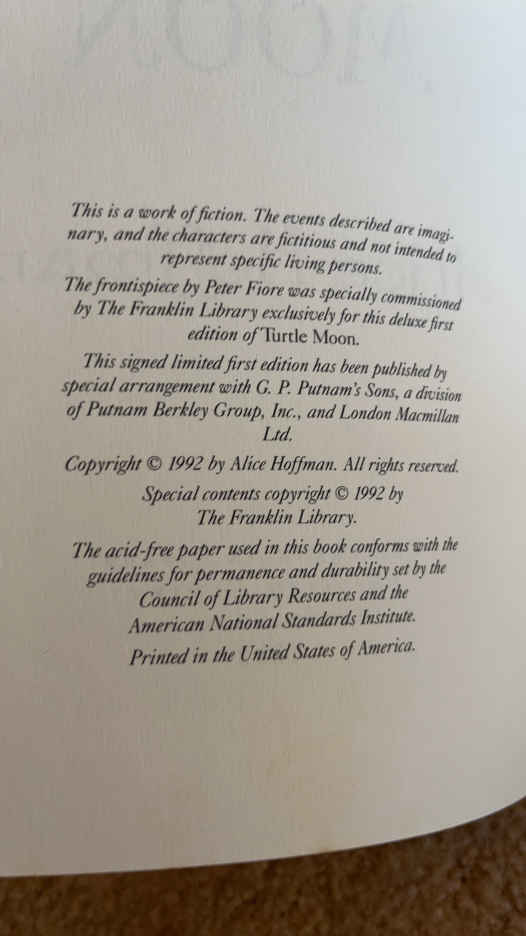 This is a work of fiction. The events described are imagi-
nary, and the characters are fictitious and not intended to
represent specific living persons.
The frontispiece by Peter Fiore was specially commissioned
by The Franklin Library exclusively for this deluxe first
edition of Turtle Moon.
This signed limited first edition has been published by
special arrangement with G. P. Putnam's Sons, a division
of Putnam Berkley Group, Inc., and London Macmillan
Ltd.
Copyright © 1992 by Alice Hoffman. All rights reserved.
Special contents copyright © 1992 by
The Franklin Library.
The acid-free paper used in this book conforms with the
guidelines for permanence and durability set by the
Council of Library Resources and the
American National Standards Institute.
Printed in the United States of America.